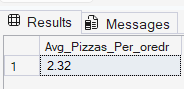 Results Messages
Avg_Pizzas_Per_oredr
1 2.32